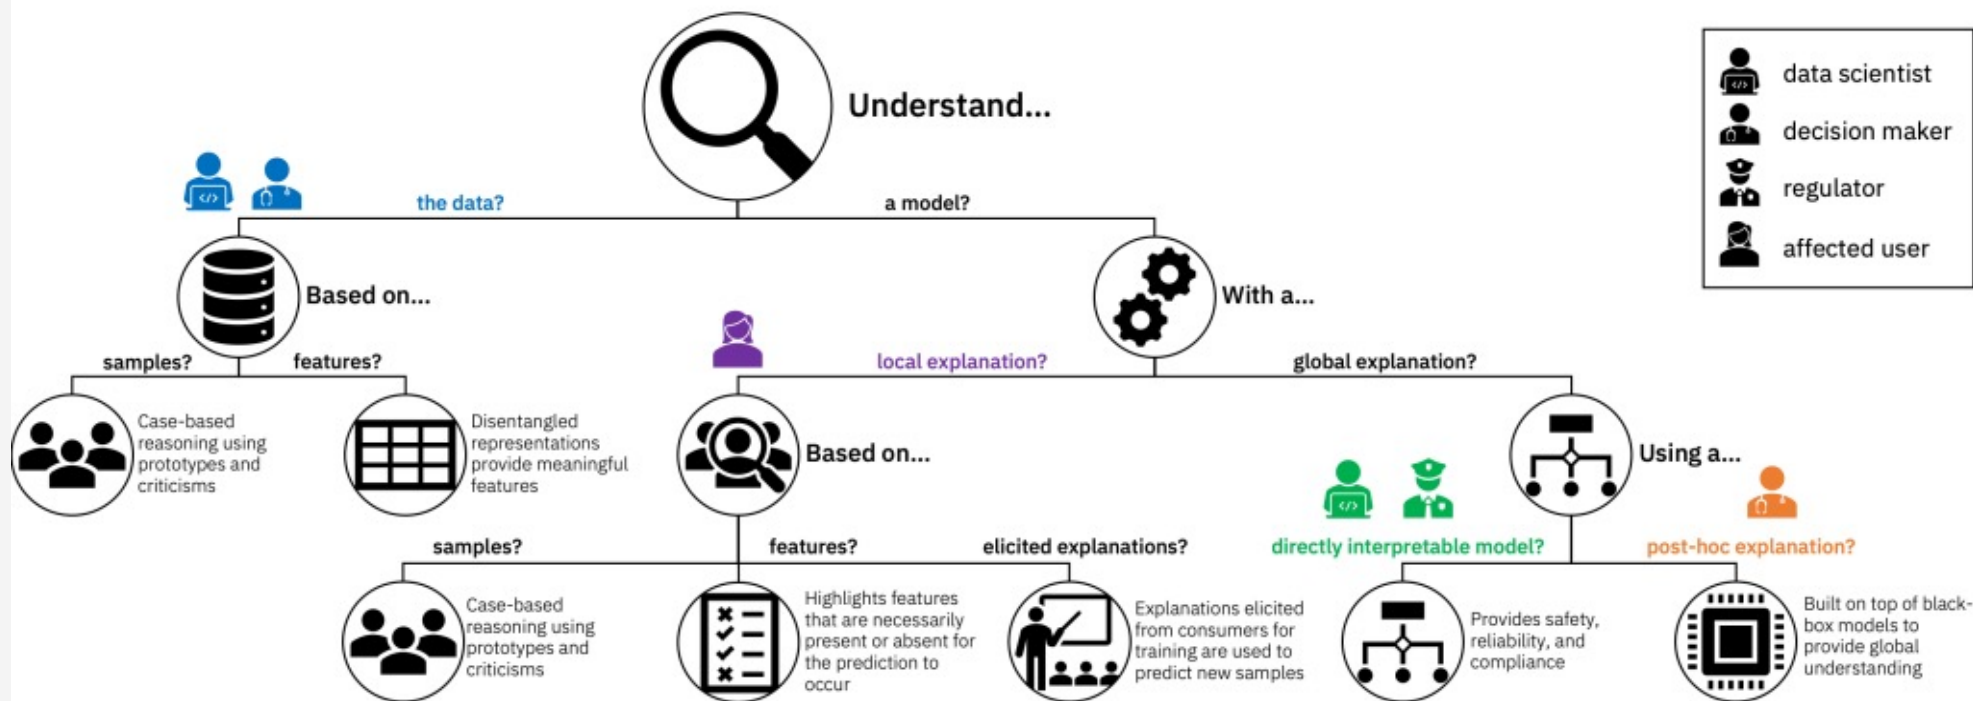 Understand...
data scientist
decision maker
regulator
affected user
the data?
a model?
Based on...
With a...
samples?
features?
local explanation?
global explanation?
Case-based
reasoning using
prototypes and
criticisms
Disentangled
representations
provide meaningful
features
Based on...
Using a...
samples?
features?
elicited explanations?
directly interpretable model?
post-hoc explanation?
Case-based
reasoning using
prototypes and
criticisms
Highlights features
that are necessarily
present or absent for
the prediction to
occur
Explanations elicited
from consumers for
training are used to
predict new samples
Provides safety,
reliability, and
compliance
Built on top of black-
box models to
provide global
understanding